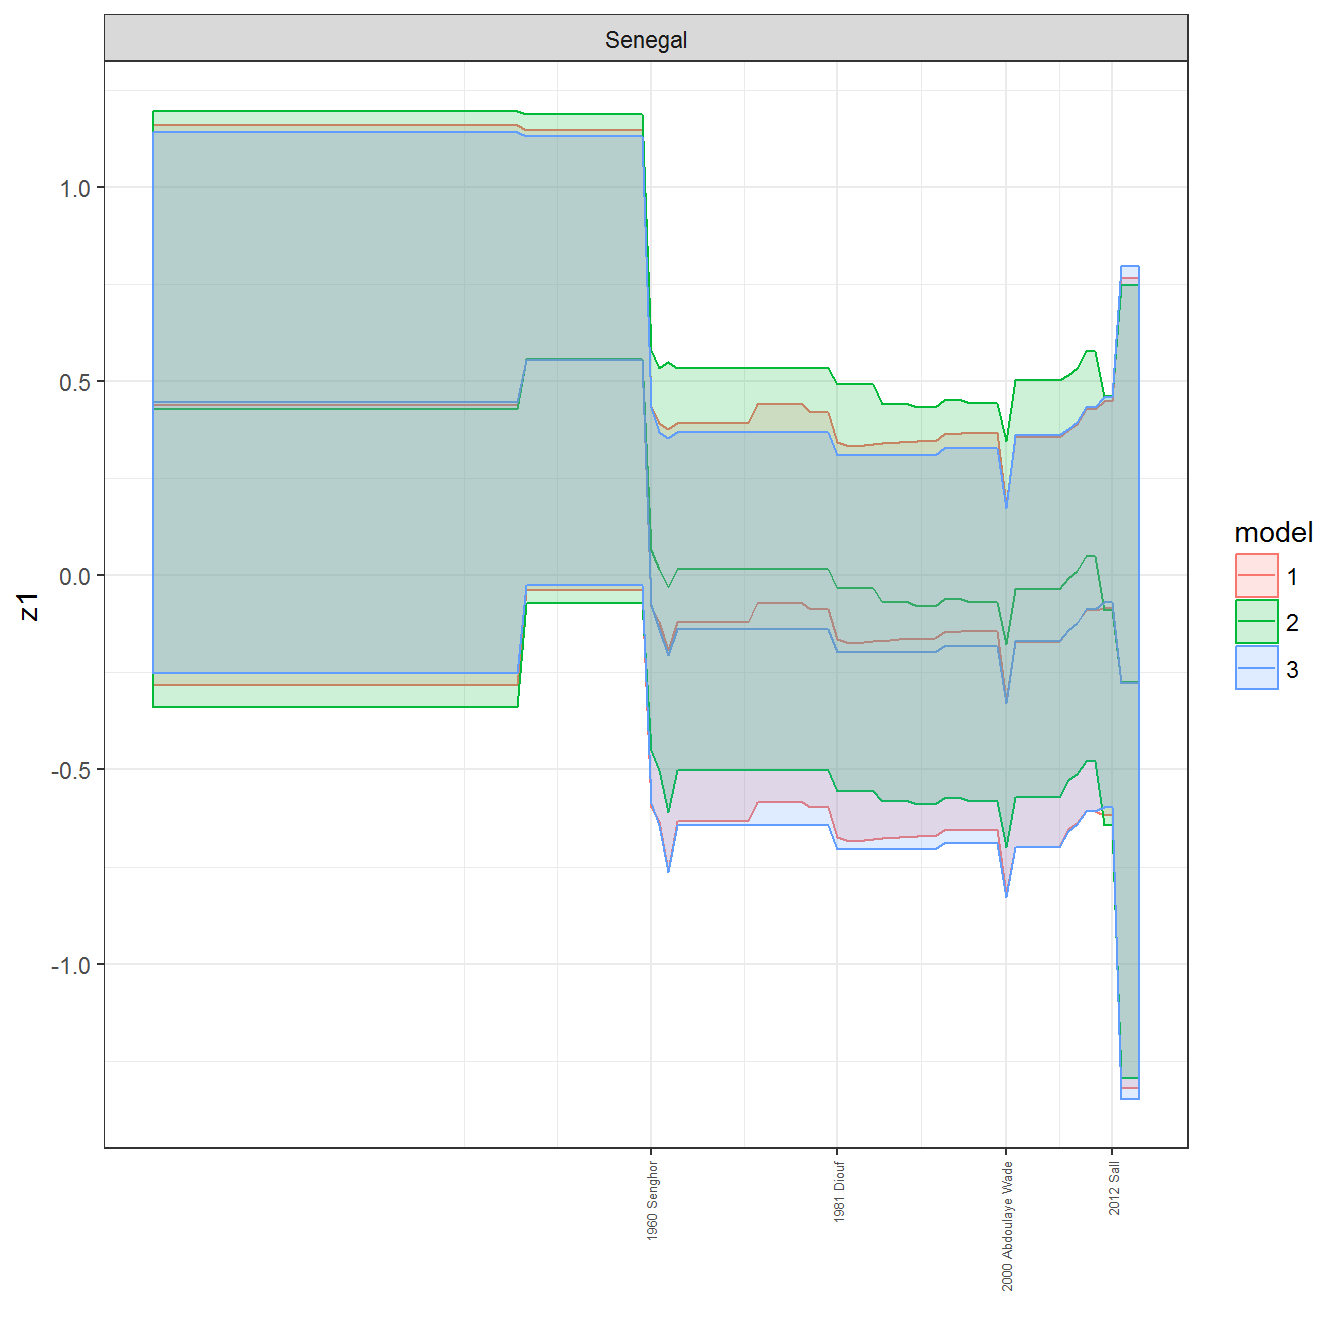 Senegal
1.0
0.5
0.0
-0.5
-1.0
z1
1960 Senghor
1981 Diouf
2000 Abdoulaye Wade
2012 Sall
model
1
2
3